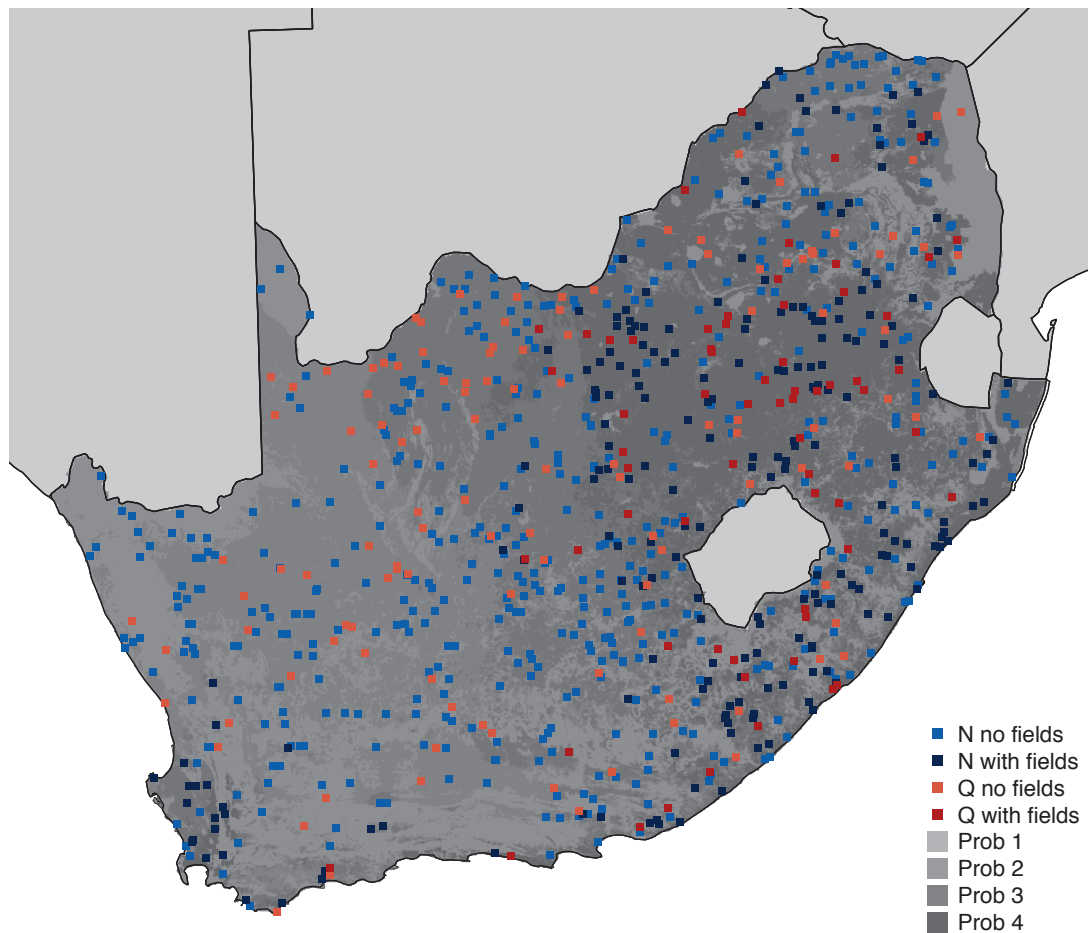 N no fields
N with fields
Q no fields
Q with fields
Prob 1
Prob 2
Prob 3
Prob 4